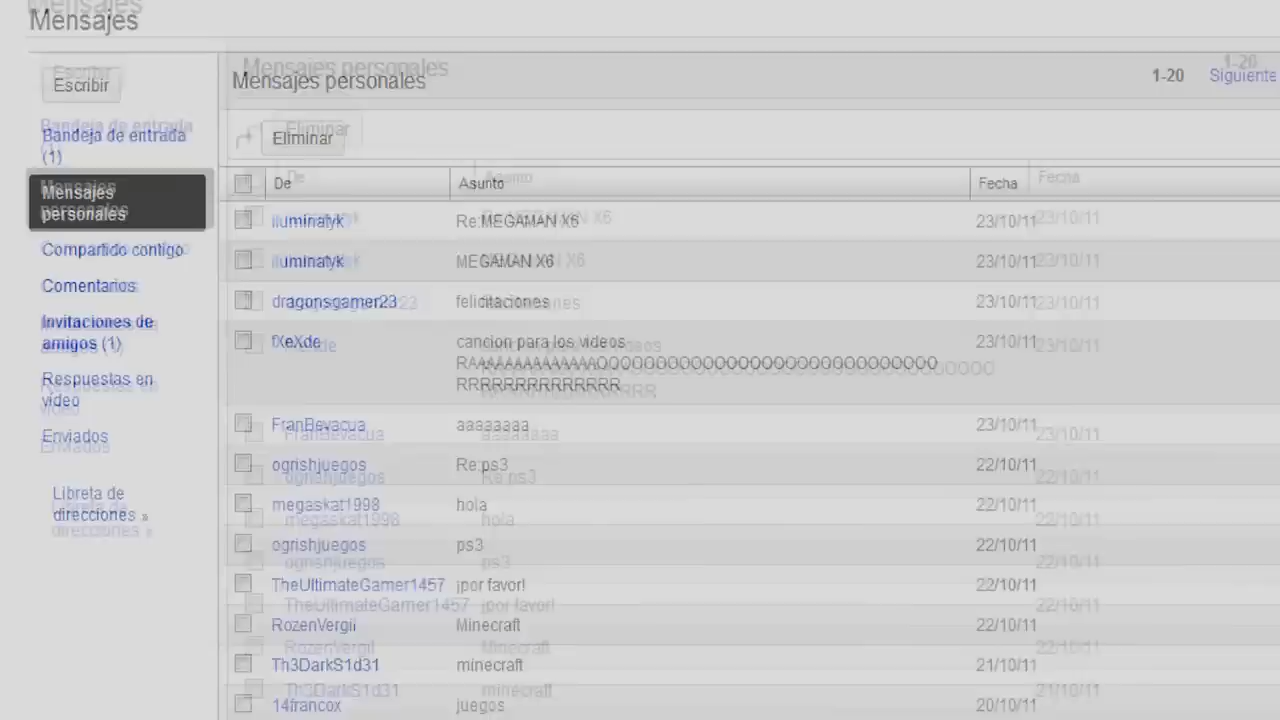 Mensajes
Escribir
Mensajes personales
1-20 Siguiente
Bandeja de entrada
(1)
Eliminar
Mensajes
personales
De Asunto Fecha
iluminatyk Re:MEGAMAN X6 23/10/11
Compartido contigo
iluminatyk MEGAMAN X6 23/10/11
Comentarios
dragonsgamer23 felicitaciones 23/10/11
Invitaciones de
amigos (1)
fXeXde cancion para los videos 23/10/11
RRRRRRRRRRRRRR
Respuestas en
vídeo
FranBevacua aaaaaaaa 23/10/11
Enviados
ogrishjuegos Re:ps3 22/10/11
Libreta de
direcciones »
megaskat1998 hola 22/10/11
ogrishjuegos ps3 22/10/11
TheUltimateGamer1457 ¡por favor! 22/10/11
RozenVergil Minecraft 22/10/11
Th3DarkS1d31 minecraft 21/10/11
14francox juegos 20/10/11